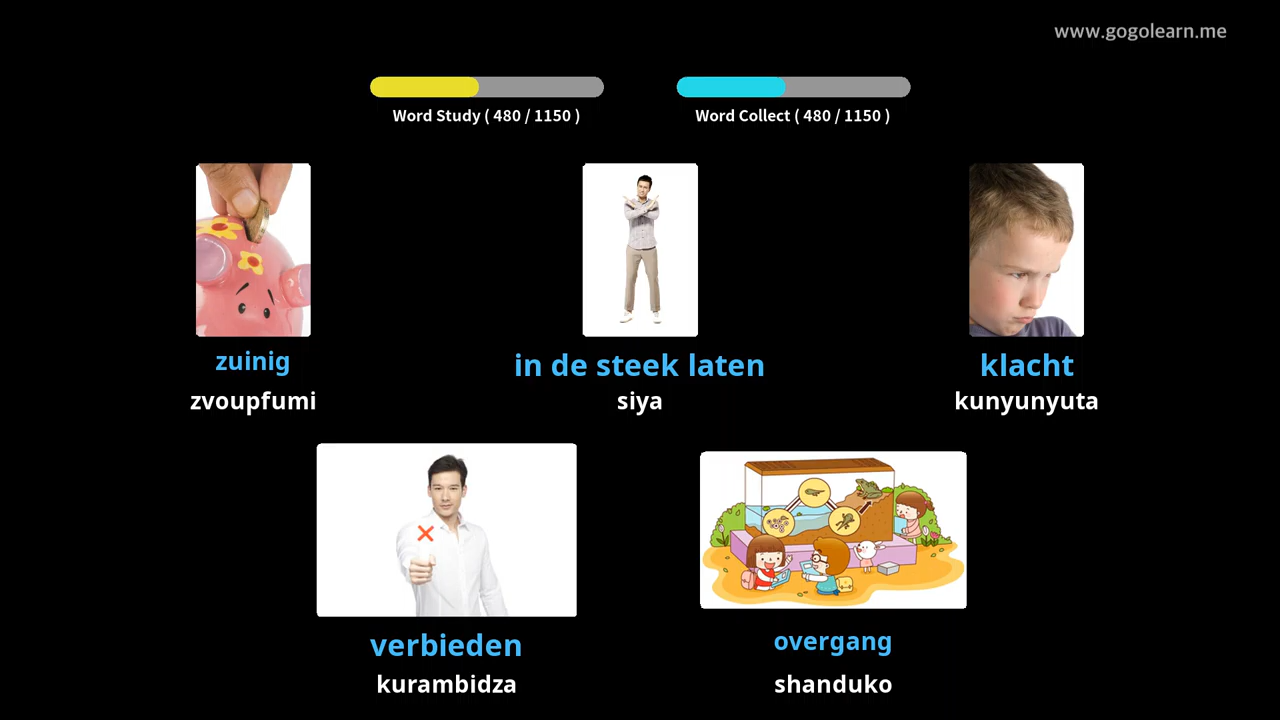 www.gogolearn.me
Word Study ( 480 / 1150 )
Word Collect ( 480 / 1150 )
zuinig
zvoupfumi
in de steek laten
siya
klacht
kunyunyuta
verbieden
kurambidza
overgang
shanduko